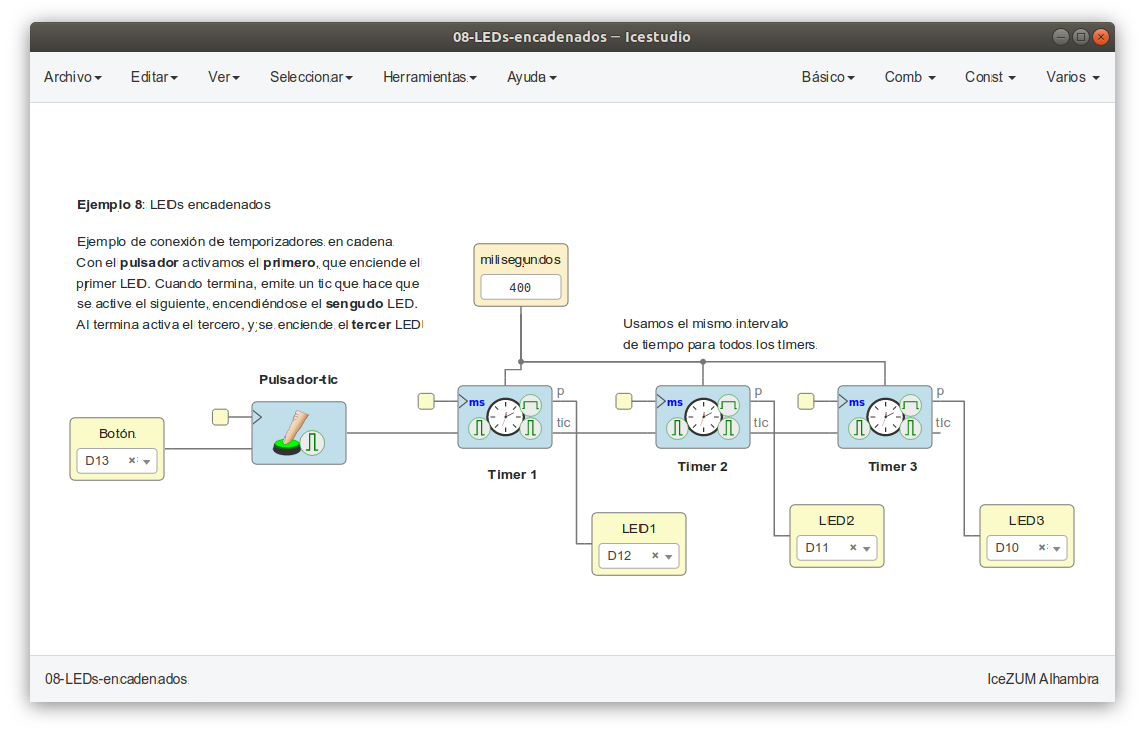 08-LEDs-encadenados – Icestudio
Archivo Editar Ver Seleccionar Herramientas Ayuda Básico Comb Const Varios
Ejemplo 8: LEDs encadenados
Ejemplo de conexión de temporizadores en cadena
Con el pulsador activamos el primero, que enciende el
primer LED. Cuando termina, emite un tic que hace que
se active el siguiente, encendiéndose el sengudo LED.
Al termina activa el tercero, y se enciende el tercer LED
milisegundos
400
Usamos el mismo intervalo
de tiempo para todos los timers
Pulsador-tic
Botón
D13
ms
p
tic
Timer 1
ms
p
tic
Timer 2
ms
p
tic
Timer 3
LED1
D12
LED2
D11
LED3
D10
08-LEDs-encadenados
IceZUM Alhambra